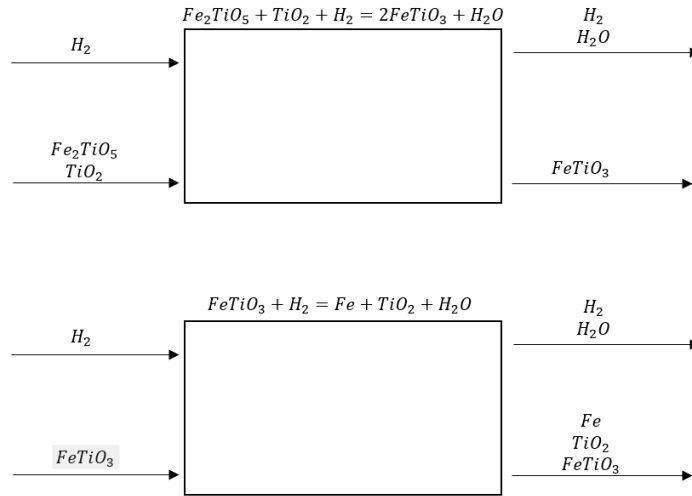 Fe₂TiO₅ + TiO₂ + H₂ = 2FeTiO₃ + H₂O
H₂
H₂
H₂O
Fe₂TiO₅
TiO₂
FeTiO₃
FeTiO₃ + H₂ = Fe + TiO₂ + H₂O
H₂
H₂
H₂O
FeTiO₃
Fe
TiO₂
FeTiO₃